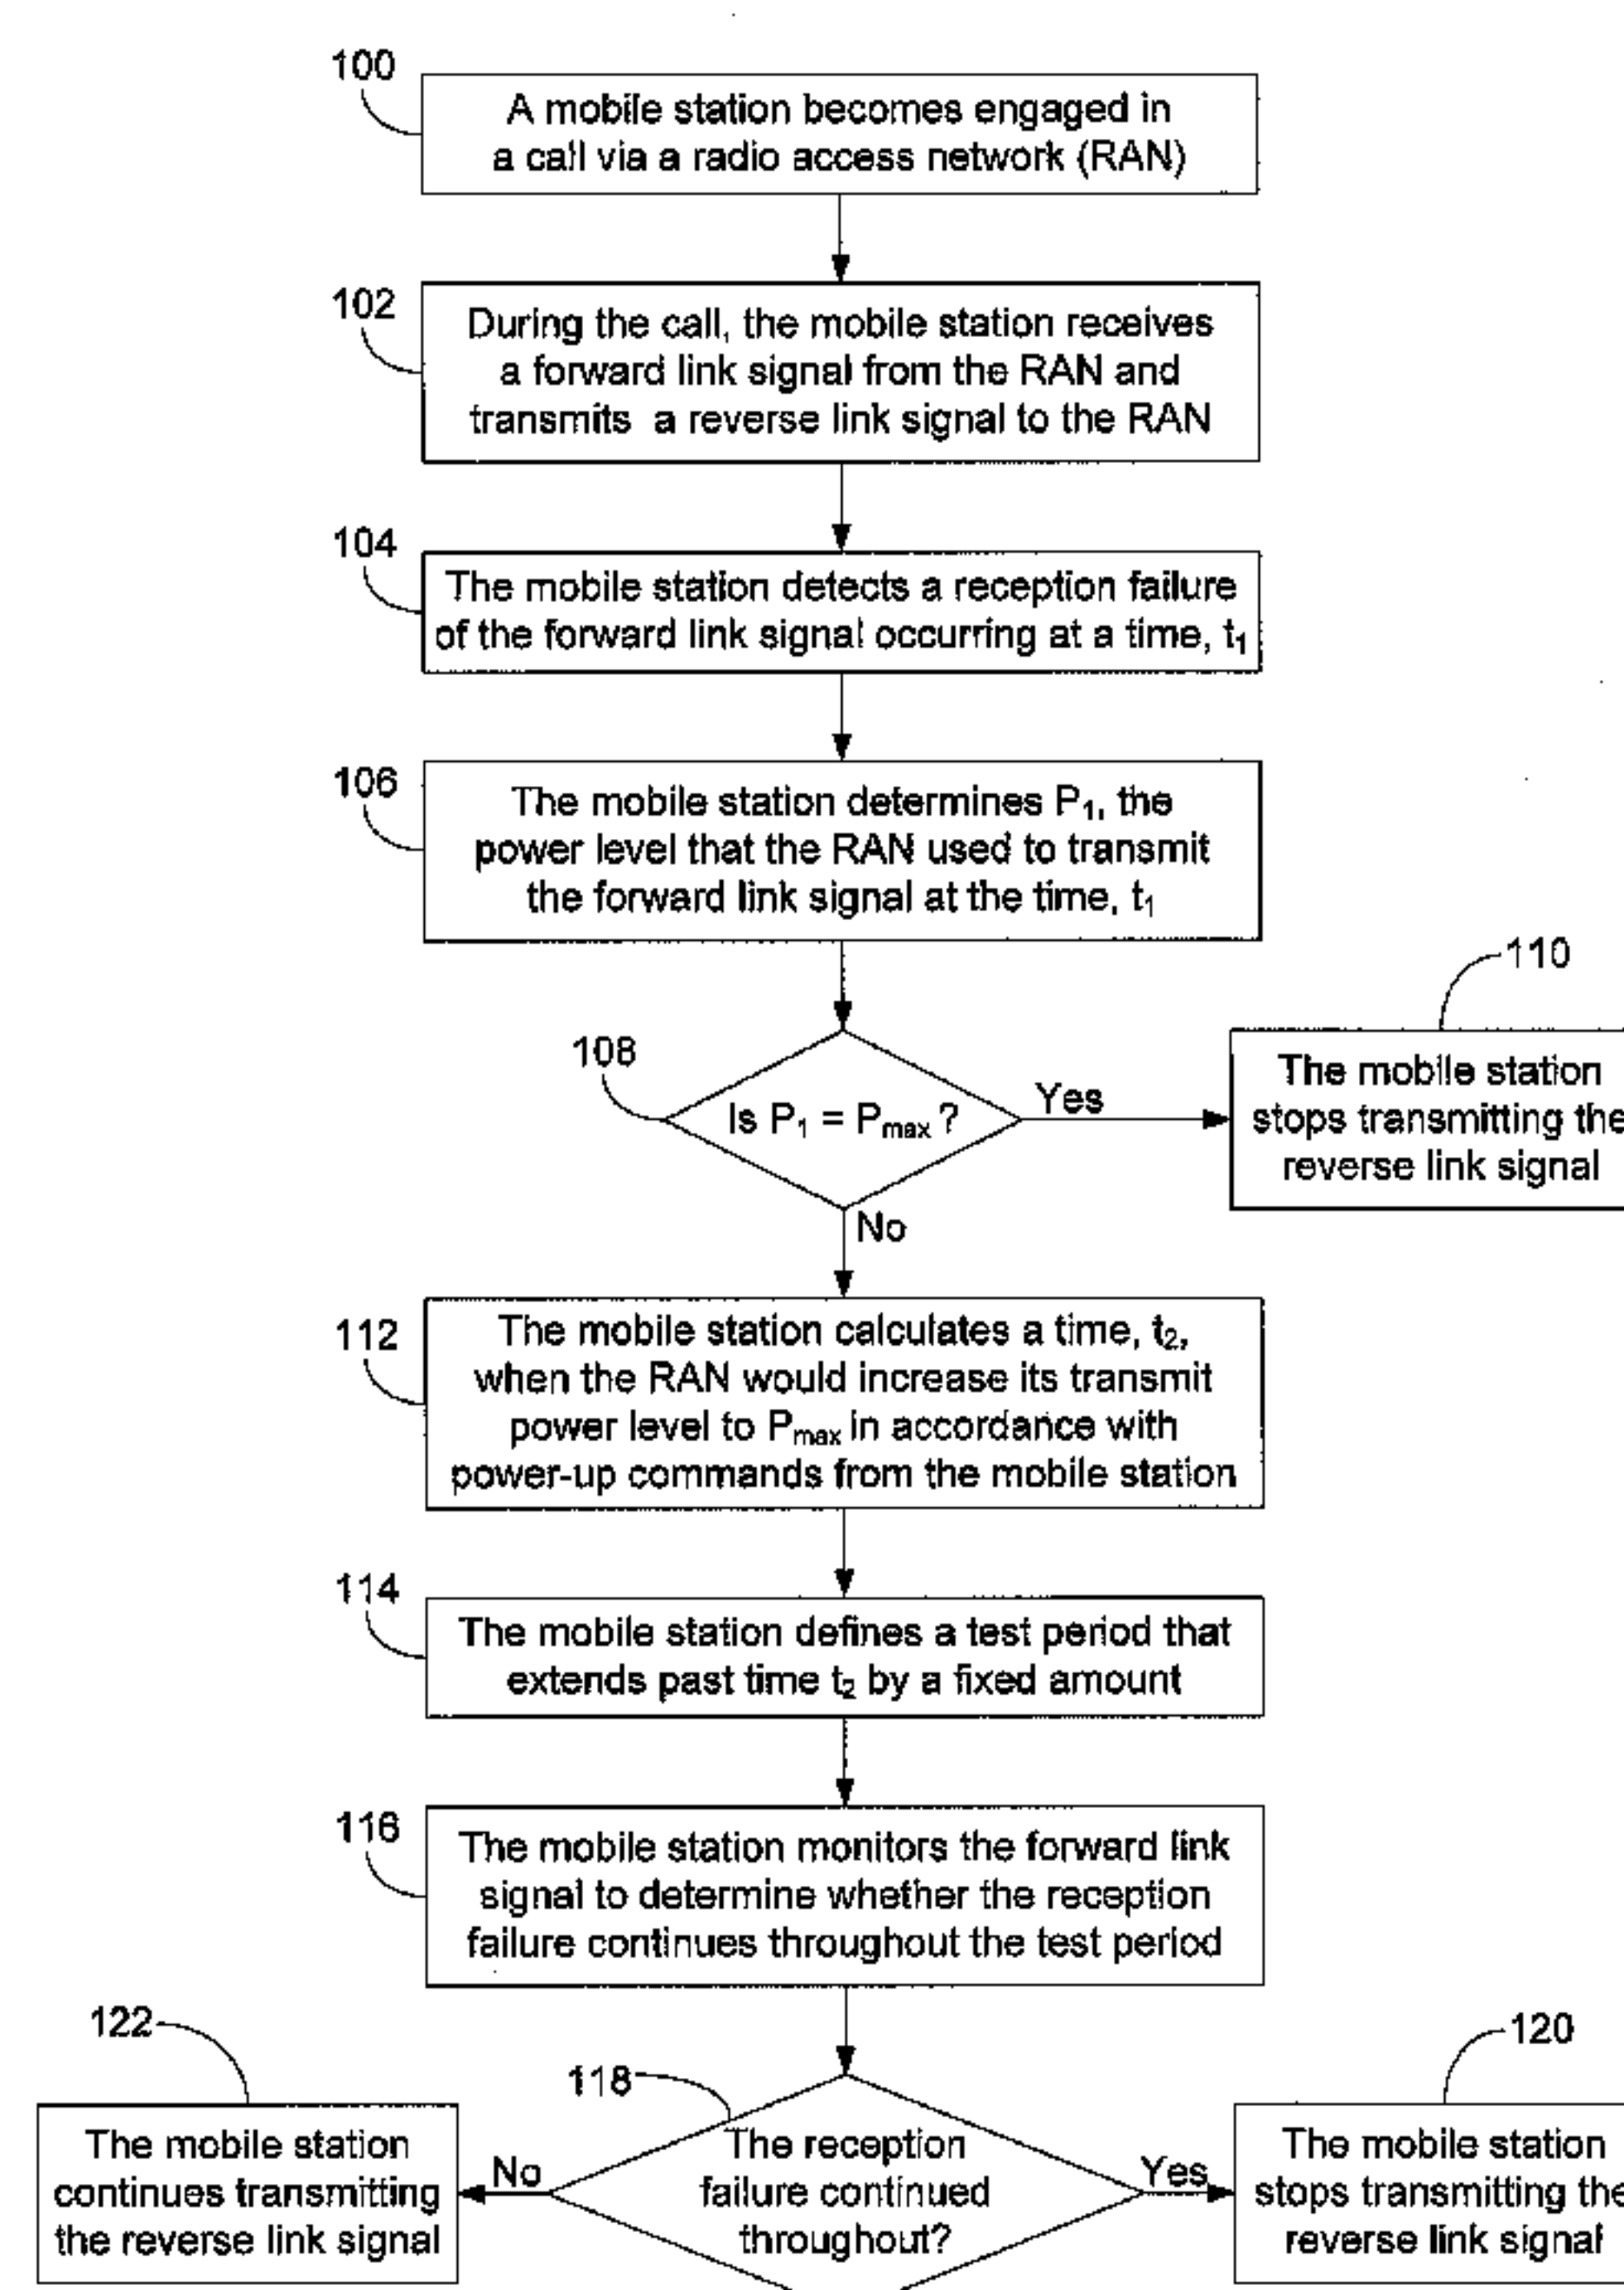 100
A mobile station becomes engaged in
a call via a radio access network (RAN)
102
During the call, the mobile station receives
a forward link signal from the RAN and
transmits a reverse link signal to the RAN
104
The mobile station detects a reception failure
of the forward link signal occurring at a time, t₁
106
The mobile station determines P₁, the
power level that the RAN used to transmit
the forward link signal at the time, t₁
108
Is P₁ = Pmax ?
Yes
110
The mobile station
stops transmitting the
reverse link signal
No
112
The mobile station calculates a time, t₂,
when the RAN would increase its transmit
power level to Pmax in accordance with
power-up commands from the mobile station
114
The mobile station defines a test period that
extends past time t₂ by a fixed amount
116
The mobile station monitors the forward link
signal to determine whether the reception
failure continues throughout the test period
118
The reception
failure continued
throughout?
No
122
The mobile station
continues transmitting
the reverse link signal
Yes
120
The mobile station
stops transmitting the
reverse link signal